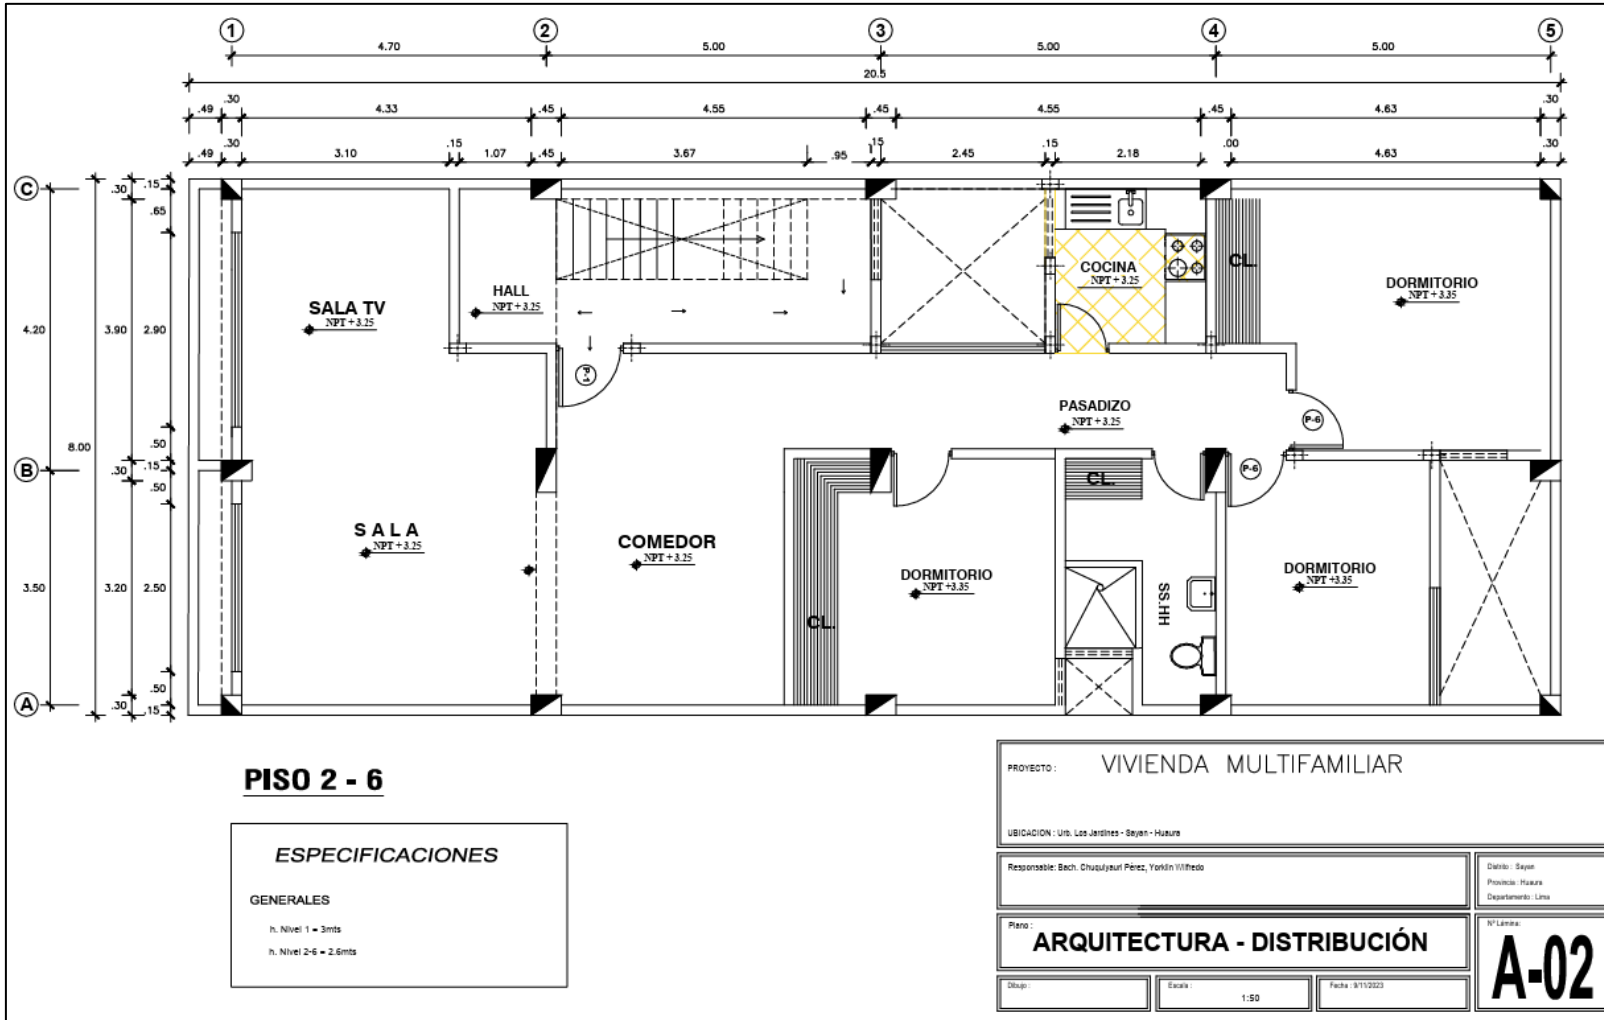 1 2 3 4 5
4.70 5.00 5.00 5.00
20.5
.49 .30 4.33 .45 4.55 .45 4.55 .45 4.63 .30
.49 .30 3.10 .15 1.07 .45 3.67 .95 .15 2.45 .15 2.18 .00 4.63 .30
C
B
A
4.20
3.50
8.00
.30
3.90
.30
3.20
.30
.15
.65
2.90
.50
.15
.50
2.50
.50
.15
SALA TV
NPT + 3.25
HALL
NPT + 3.25
COCINA
NPT + 3.25
CL.
DORMITORIO
NPT + 3.35
P-1
PASADIZO
NPT + 3.25
P-6
P-6
CL.
S A L A
NPT + 3.25
COMEDOR
NPT + 3.25
CL.
DORMITORIO
NPT +3.35
SS.HH
DORMITORIO
NPT +3.35
PISO 2 - 6
ESPECIFICACIONES
GENERALES
h. Nivel 1 = 3mts
h. Nivel 2-6 = 2.6mts
PROYECTO : VIVIENDA MULTIFAMILIAR
UBICACION : Urb. Los Jardines - Sayan - Huaura
Responsable: Bach. Chuquiyauri Pérez, Yorklin Wilfredo
Distrito : Sayan
Provincia : Huaura
Departamento : Lima
Plano :
ARQUITECTURA - DISTRIBUCIÓN
Nº Lámina:
A-02
Dibujo :
Escala :
1:50
Fecha : 9/11/2023